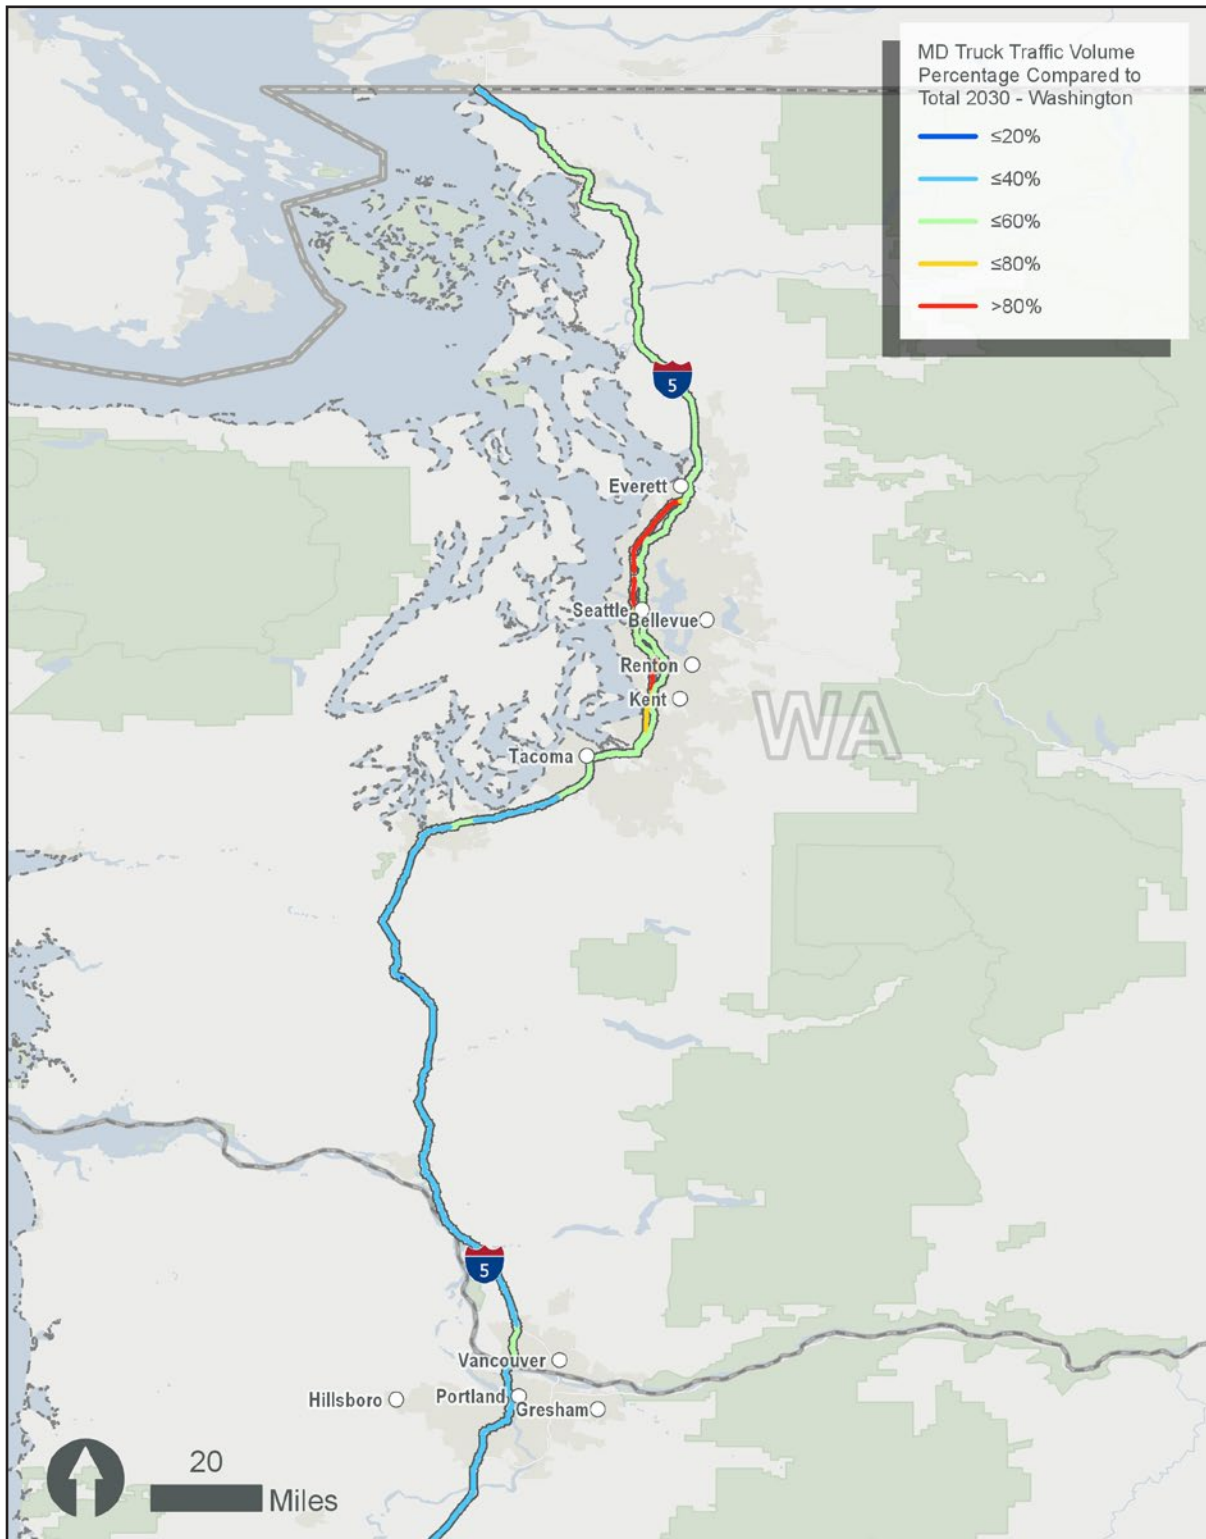 MD Truck Traffic Volume
Percentage Compared to
Total 2030 - Washington
≤20%
≤40%
≤60%
≤80%
>80%
5
Everett
Seattle
Bellevue
Renton
Kent
WA
Tacoma
5
Vancouver
Portland
Hillsboro
Gresham
20
Miles